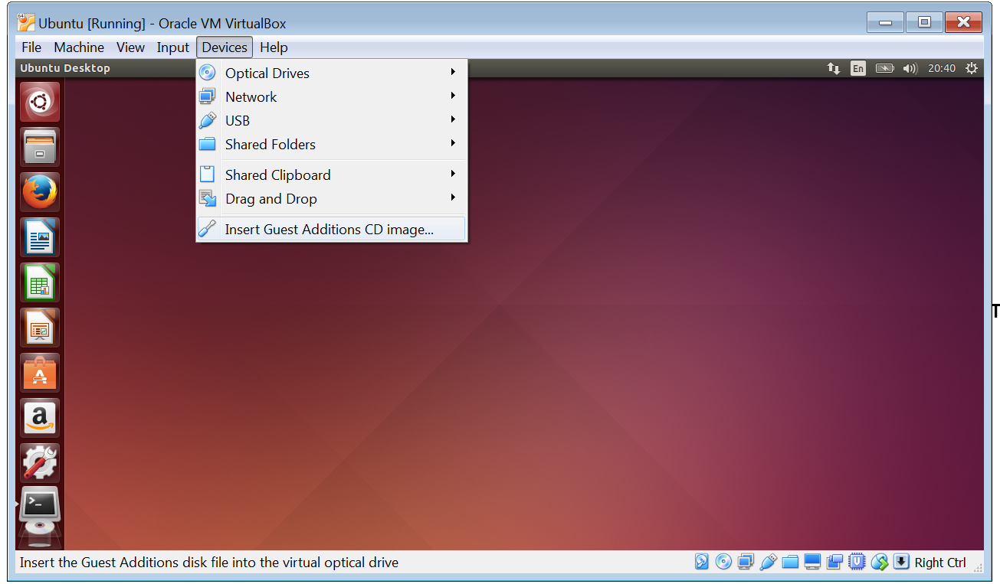 Ubuntu [Running] - Oracle VM VirtualBox
File Machine View Input Devices Help
Ubuntu Desktop En 20:40
Optical Drives
Network
USB
Shared Folders
Shared Clipboard
Drag and Drop
Insert Guest Additions CD image...
T
Insert the Guest Additions disk file into the virtual optical drive Right Ctrl